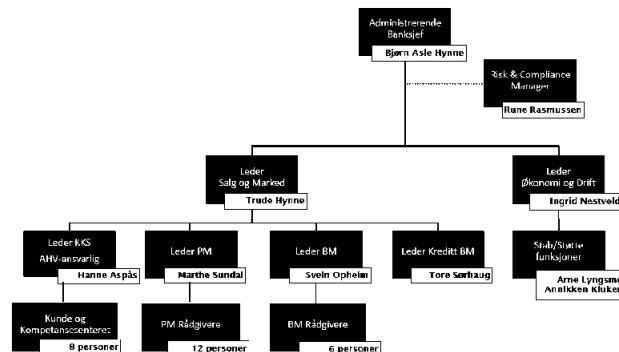 Administrerende
Banksjef
Bjørn Asle Hynne
Risk & Compliance
Manager
Rune Rasmussen
Leder
Salg og Marked
Trude Hynne
Leder
Økonomi og Drift
Ingrid Nestvold
Leder KKS
AHV-ansvarlig
Hanne Aspås
Leder PM
Marthe Sundal
Leder BM
Svein Opheim
Leder Kreditt BM
Tore Sørhaug
Stab/Støtte
funksjoner
Arne Lyngsmo
Annikken Kluken
Kunde og
Kompetansesenteret
8 personer
PM Rådgivere
12 personer
BM Rådgivere
6 personer